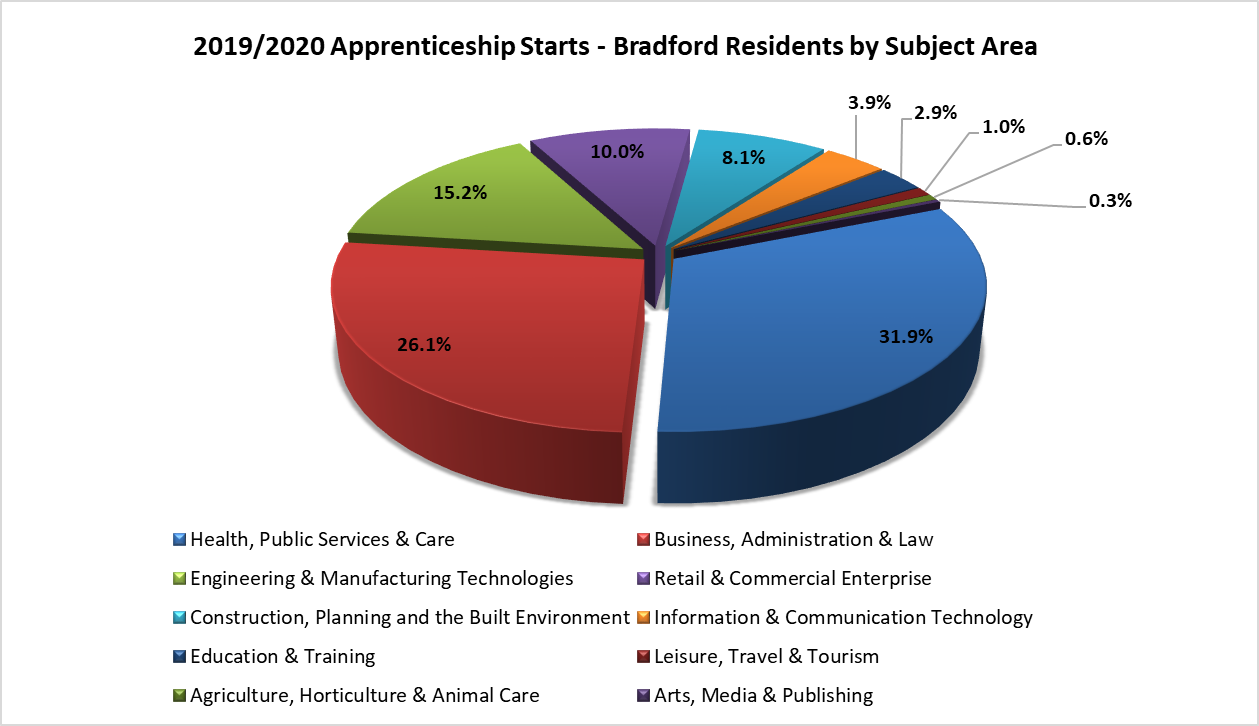 2019/2020 Apprenticeship Starts - Bradford Residents by Subject Area
3.9%
2.9%
1.0%
0.6%
0.3%
10.0%
8.1%
15.2%
31.9%
26.1%
Health, Public Services & Care
Business, Administration & Law
Engineering & Manufacturing Technologies
Retail & Commercial Enterprise
Construction, Planning and the Built Environment
Information & Communication Technology
Education & Training
Leisure, Travel & Tourism
Agriculture, Horticulture & Animal Care
Arts, Media & Publishing